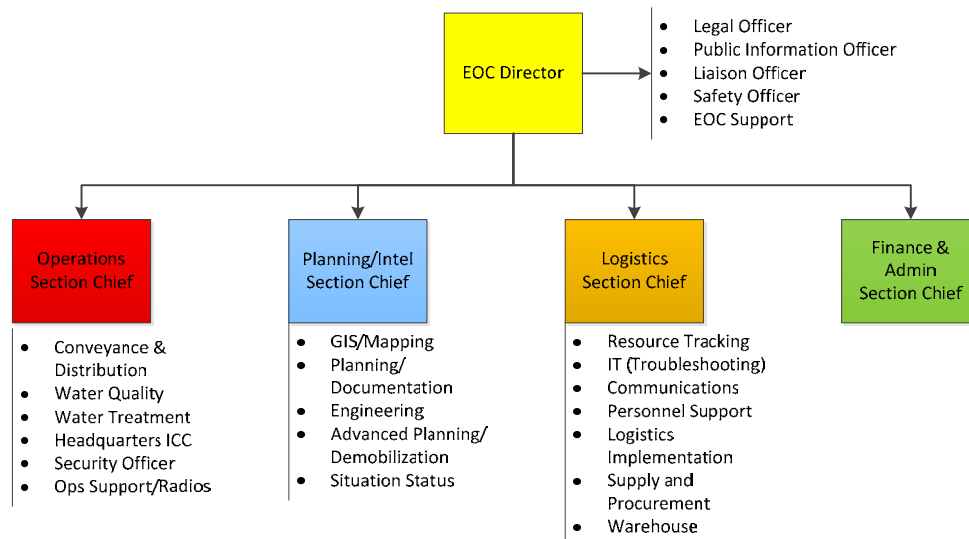 EOC Director
• Legal Officer
• Public Information Officer
• Liaison Officer
• Safety Officer
• EOC Support
Operations
Section Chief
• Conveyance &
Distribution
• Water Quality
• Water Treatment
• Headquarters ICC
• Security Officer
• Ops Support/Radios
Planning/Intel
Section Chief
• GIS/Mapping
• Planning/
Documentation
• Engineering
• Advanced Planning/
Demobilization
• Situation Status
Logistics
Section Chief
• Resource Tracking
• IT (Troubleshooting)
• Communications
• Personnel Support
• Logistics
Implementation
• Supply and
Procurement
• Warehouse
Finance &
Admin
Section Chief